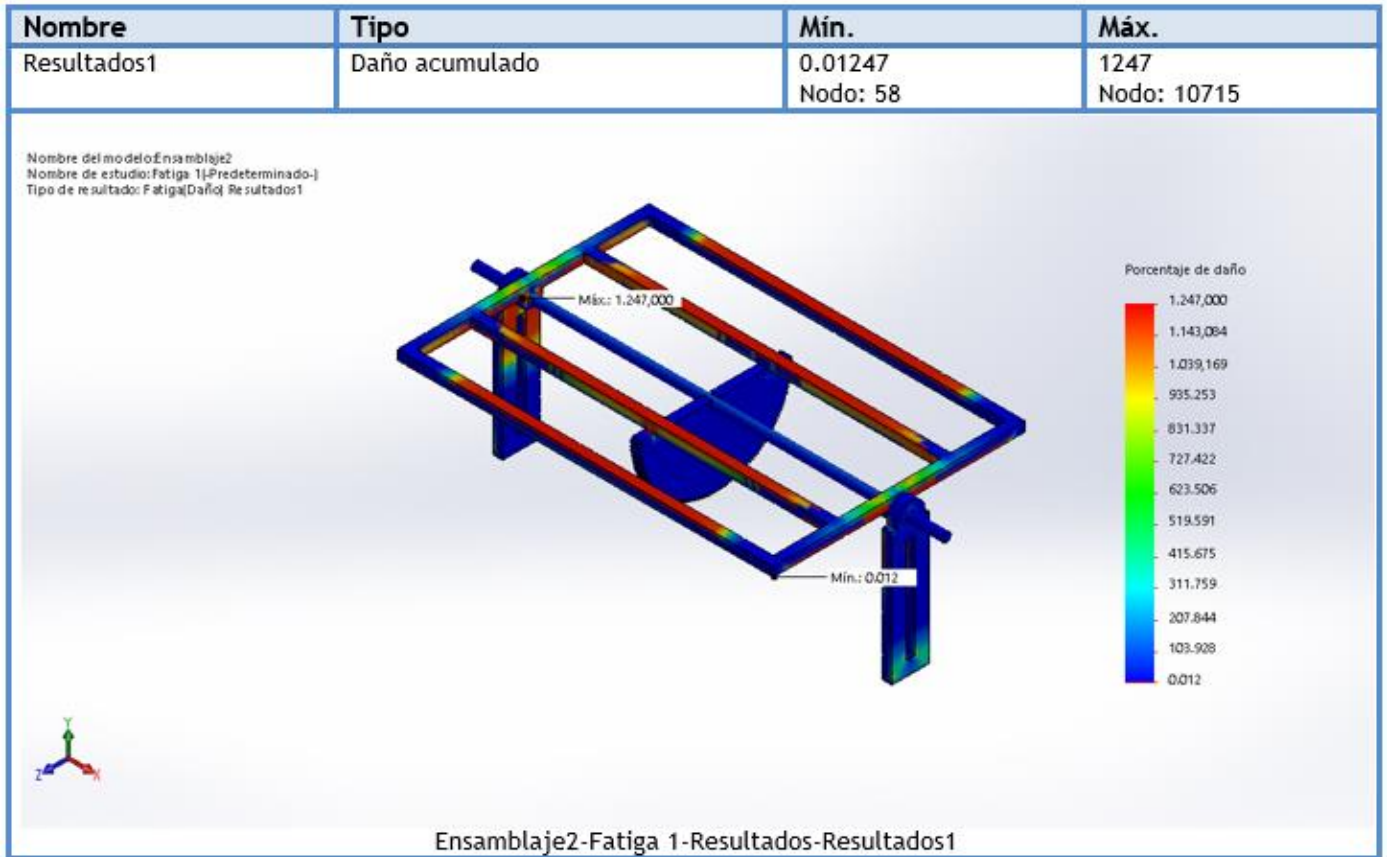 Nombre Tipo Mín. Máx.
Resultados1 Daño acumulado 0.01247 1247
Nodo: 58 Nodo: 10715
Nombre del modelo:Ensamblaje2
Nombre de estudio:Fatiga 1(-Predeterminado-)
Tipo de resultado: Fatiga(Daño) Resultados1
Porcentaje de daño
Máx.: 1.247,000
1.247,000
1.143,084
1.039,169
935.253
831.337
727.422
623.506
519.591
415.675
311.759
207.844
103.928
0.012
Mín.: 0.012
Y
Z X
Ensamblaje2-Fatiga 1-Resultados-Resultados1